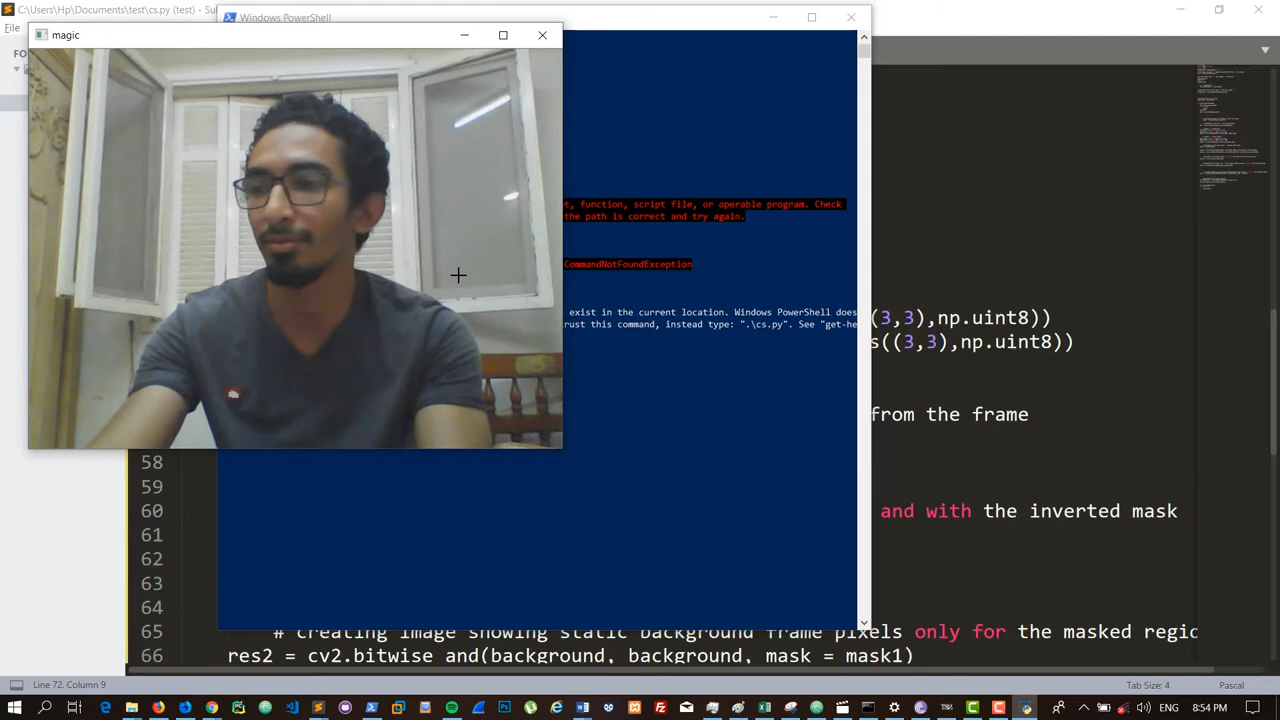 C:\Users\Hp\Documents\test\cs.py (test) - Su
Windows PowerShell
File
magic
FO
t, function, script file, or operable program. Check
the path is correct and try again.
CommandNotFoundException
exist in the current location. Windows PowerShell does
trust this command, instead type: ".\cs.py". See "get-he
(3,3),np.uint8))
s((3,3),np.uint8))
from the frame
58
59
60 and with the inverted mask
61
62
63
64
65 # creating image showing static background frame pixels only for the masked regio
66 res2 = cv2.bitwise_and(background, background, mask = mask1)
Line 72, Column 9
Tab Size: 4
Pascal
8:54 PM